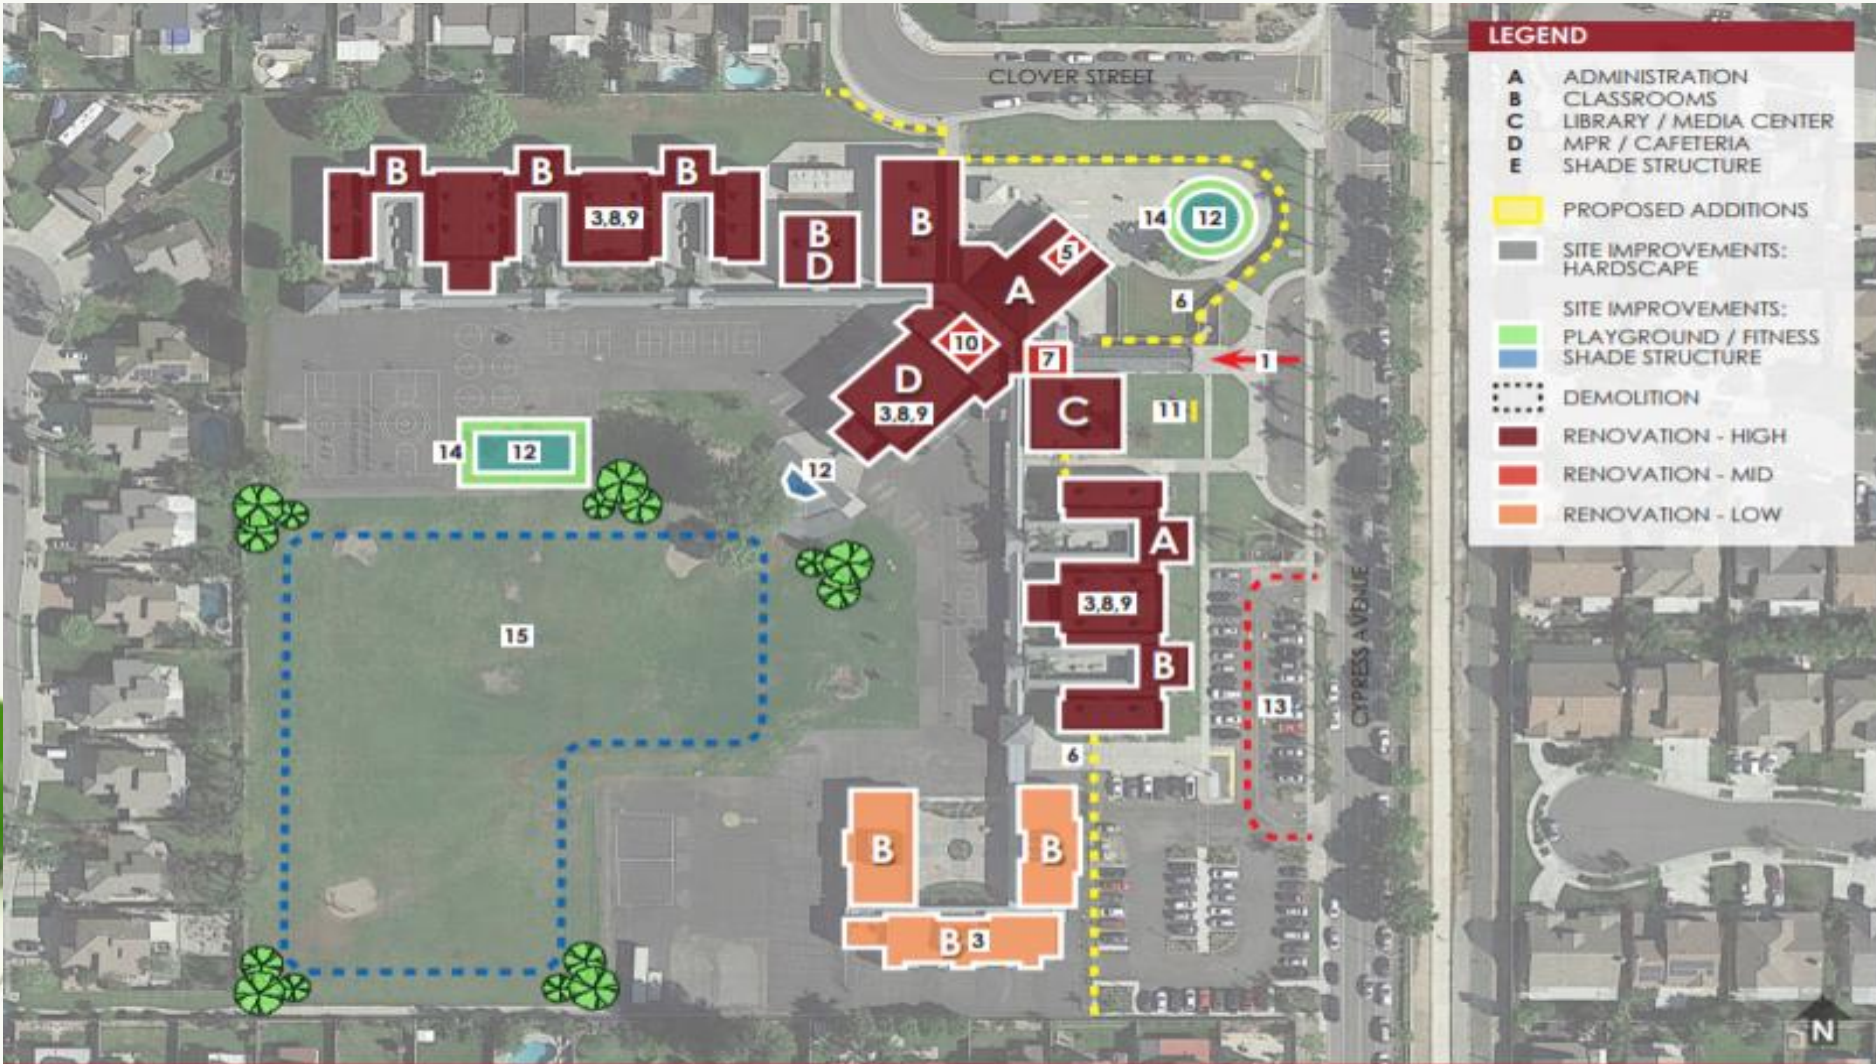 CLOVER STREET
B
B
B
3,8,9
B
D
B
A
5
14
12
6
10
7
1
D
3,8,9
C
11
14
12
12
A
3,8,9
B
15
13
CYPRESS AVENUE
6
B
B
B
3
LEGEND
A ADMINISTRATION
B CLASSROOMS
C LIBRARY / MEDIA CENTER
D MPR / CAFETERIA
E SHADE STRUCTURE
PROPOSED ADDITIONS
SITE IMPROVEMENTS:
HARDSCAPE
SITE IMPROVEMENTS:
PLAYGROUND / FITNESS
SHADE STRUCTURE
DEMOLITION
RENOVATION - HIGH
RENOVATION - MID
RENOVATION - LOW
N